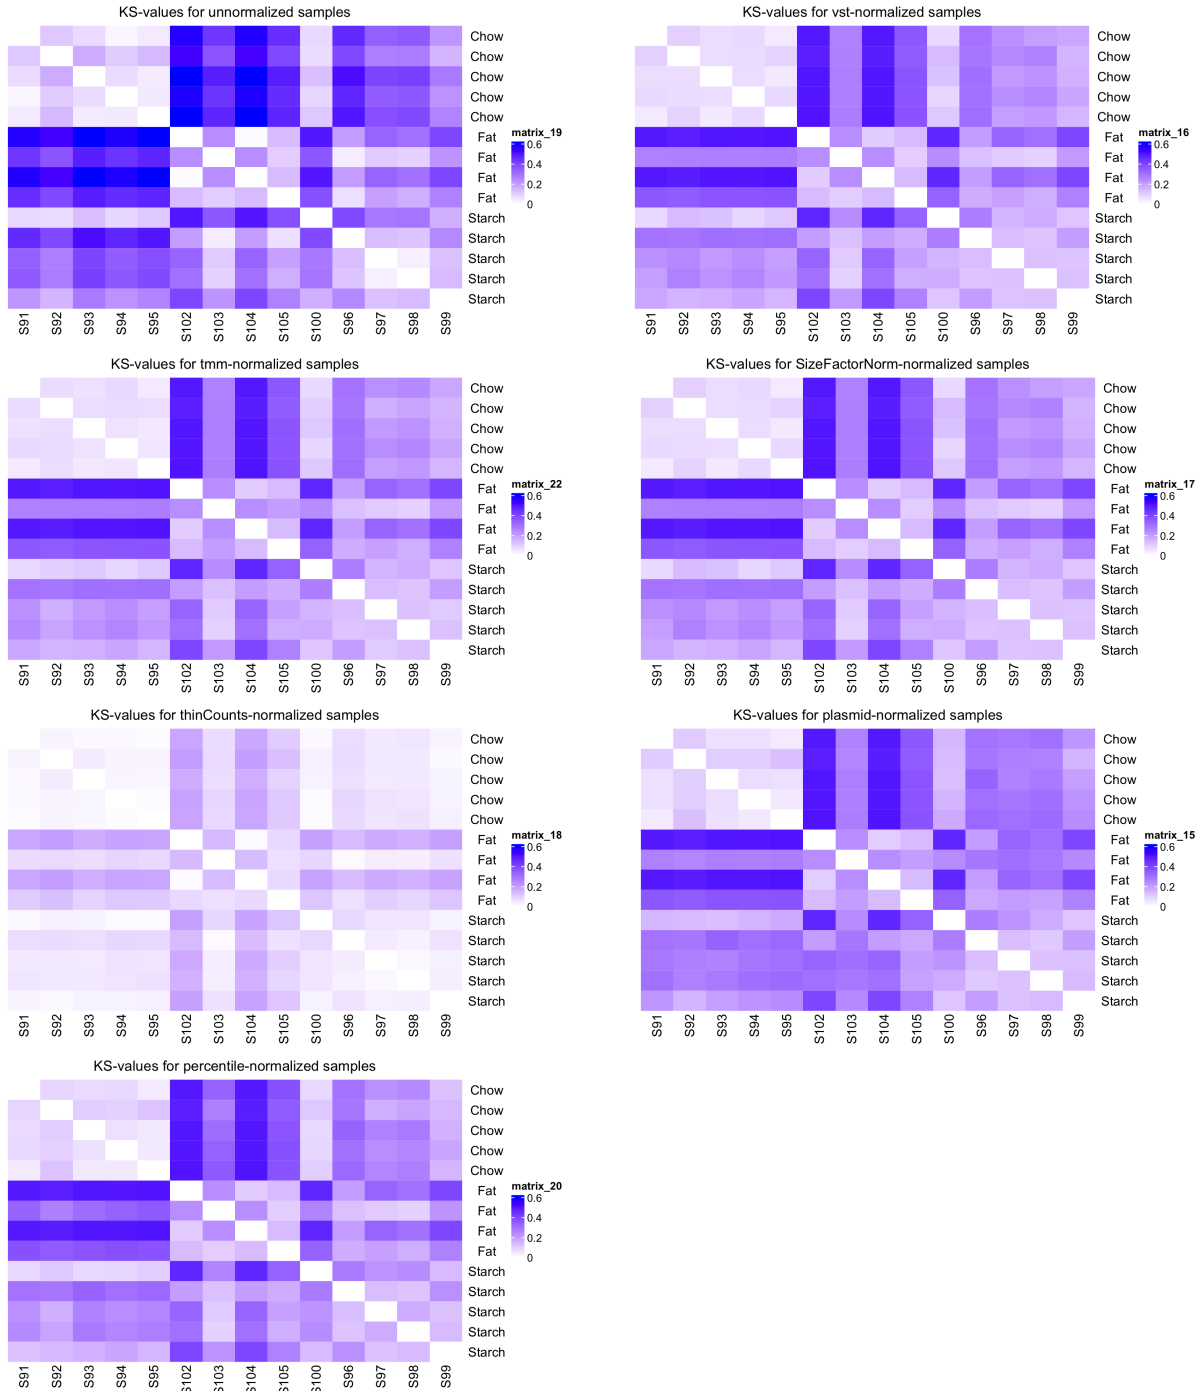 KS-values for unnormalized samples
Chow
Chow
Chow
Chow
Chow
Fat
Fat
Fat
Fat
Starch
Starch
Starch
Starch
Starch
matrix_19
0.6
0.4
0.2
0
S91 S92 S93 S94 S95 S102 S103 S104 S105 S100 S96 S97 S98 S99
KS-values for vst-normalized samples
Chow
Chow
Chow
Chow
Chow
Fat
Fat
Fat
Fat
Starch
Starch
Starch
Starch
Starch
matrix_16
0.6
0.4
0.2
0
S91 S92 S93 S94 S95 S102 S103 S104 S105 S100 S96 S97 S98 S99
KS-values for tmm-normalized samples
Chow
Chow
Chow
Chow
Chow
Fat
Fat
Fat
Fat
Starch
Starch
Starch
Starch
Starch
matrix_22
0.6
0.4
0.2
0
S91 S92 S93 S94 S95 S102 S103 S104 S105 S100 S96 S97 S98 S99
KS-values for SizeFactorNorm-normalized samples
Chow
Chow
Chow
Chow
Chow
Fat
Fat
Fat
Fat
Starch
Starch
Starch
Starch
Starch
matrix_17
0.6
0.4
0.2
0
S91 S92 S93 S94 S95 S102 S103 S104 S105 S100 S96 S97 S98 S99
KS-values for thinCounts-normalized samples
Chow
Chow
Chow
Chow
Chow
Fat
Fat
Fat
Fat
Starch
Starch
Starch
Starch
Starch
matrix_18
0.6
0.4
0.2
0
S91 S92 S93 S94 S95 S102 S103 S104 S105 S100 S96 S97 S98 S99
KS-values for plasmid-normalized samples
Chow
Chow
Chow
Chow
Chow
Fat
Fat
Fat
Fat
Starch
Starch
Starch
Starch
Starch
matrix_15
0.6
0.4
0.2
0
S91 S92 S93 S94 S95 S102 S103 S104 S105 S100 S96 S97 S98 S99
KS-values for percentile-normalized samples
Chow
Chow
Chow
Chow
Chow
Fat
Fat
Fat
Fat
Starch
Starch
Starch
Starch
Starch
matrix_20
0.6
0.4
0.2
0
S91 S92 S93 S94 S95 S102 S103 S104 S105 S100 S96 S97 S98 S99